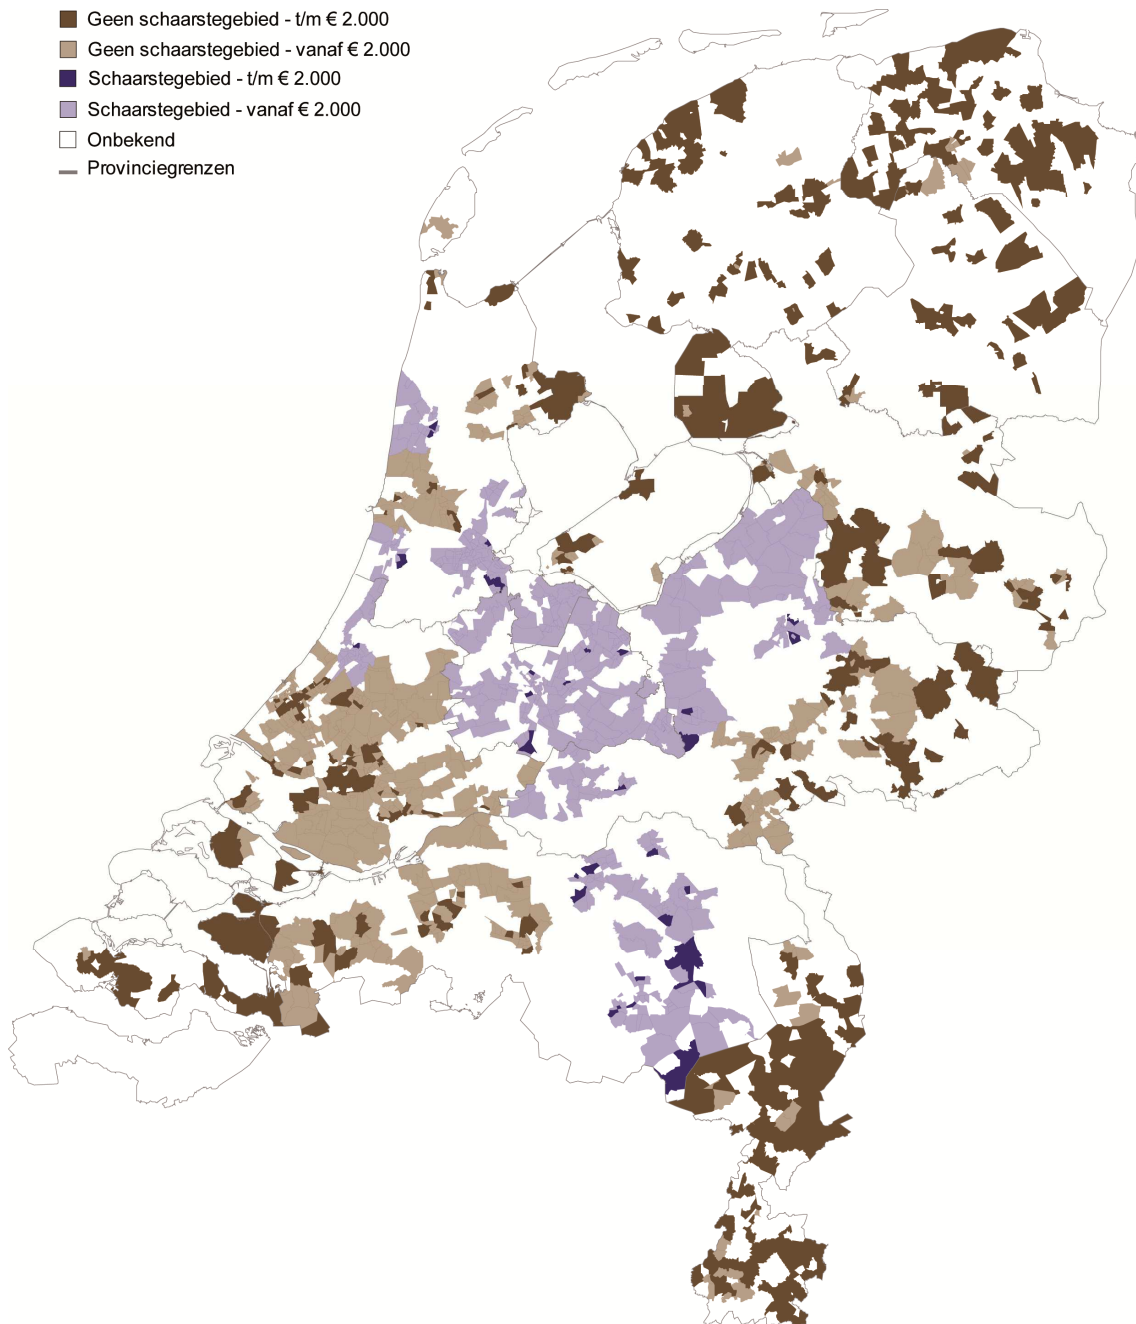 Geen schaarstegebied - t/m € 2.000
Geen schaarstegebied - vanaf € 2.000
Schaarstegebied - t/m € 2.000
Schaarstegebied - vanaf € 2.000
Onbekend
Provinciegrenzen